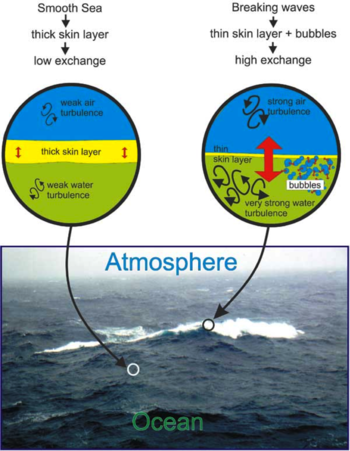 Smooth Sea
thick skin layer
low exchange
Breaking waves
thin skin layer + bubbles
high exchange
weak air
turbulence
thick skin layer
weak water
turbulence
strong air
turbulence
thin
skin layer
bubbles
very strong water
turbulence
Atmosphere
Ocean